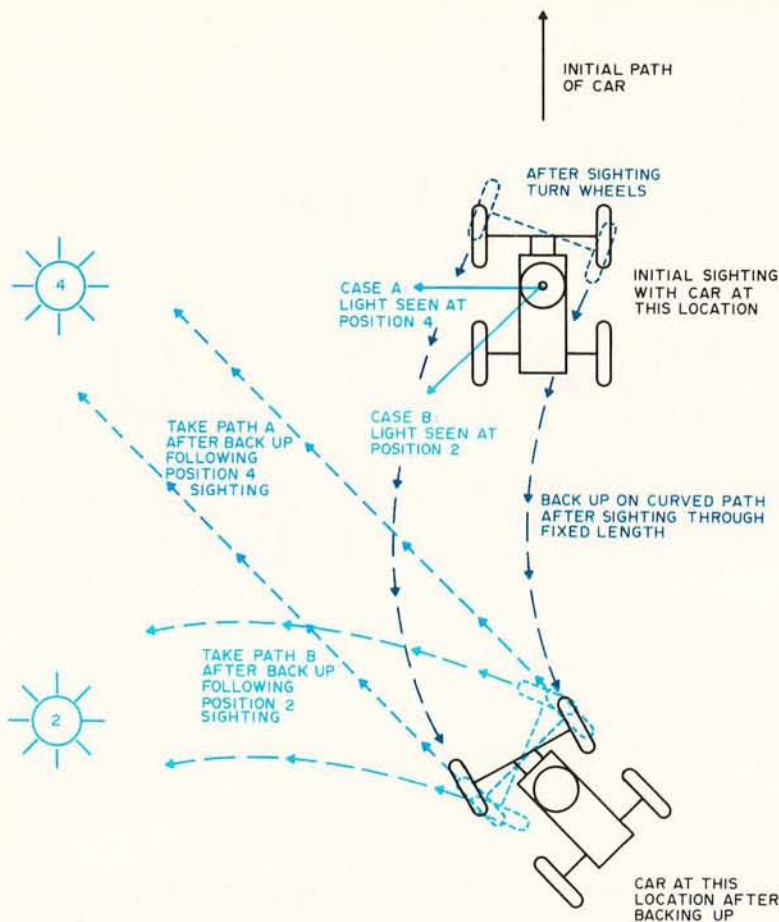 INITIAL PATH
OF CAR
AFTER SIGHTING
TURN WHEELS
4
CASE A:
LIGHT SEEN AT
POSITION 4
INITIAL SIGHTING
WITH CAR AT
THIS LOCATION
CASE B:
LIGHT SEEN AT
POSITION 2
TAKE PATH A
AFTER BACK UP
FOLLOWING
POSITION 4
SIGHTING
BACK UP ON CURVED PATH
AFTER SIGHTING THROUGH
FIXED LENGTH
2
TAKE PATH B
AFTER BACK UP
FOLLOWING
POSITION 2
SIGHTING
CAR AT THIS
LOCATION AFTER
BACKING UP